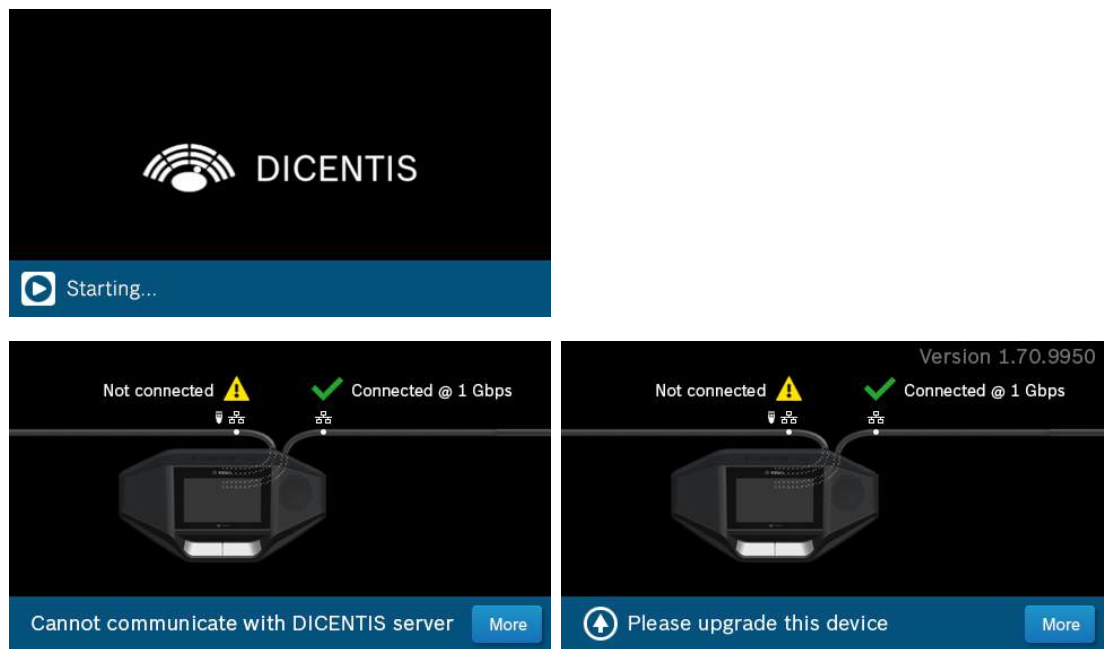 DICENTIS
Starting...
Not connected
Connected @ 1 Gbps
Cannot communicate with DICENTIS server
More
Version 1.70.9950
Not connected
Connected @ 1 Gbps
Please upgrade this device
More